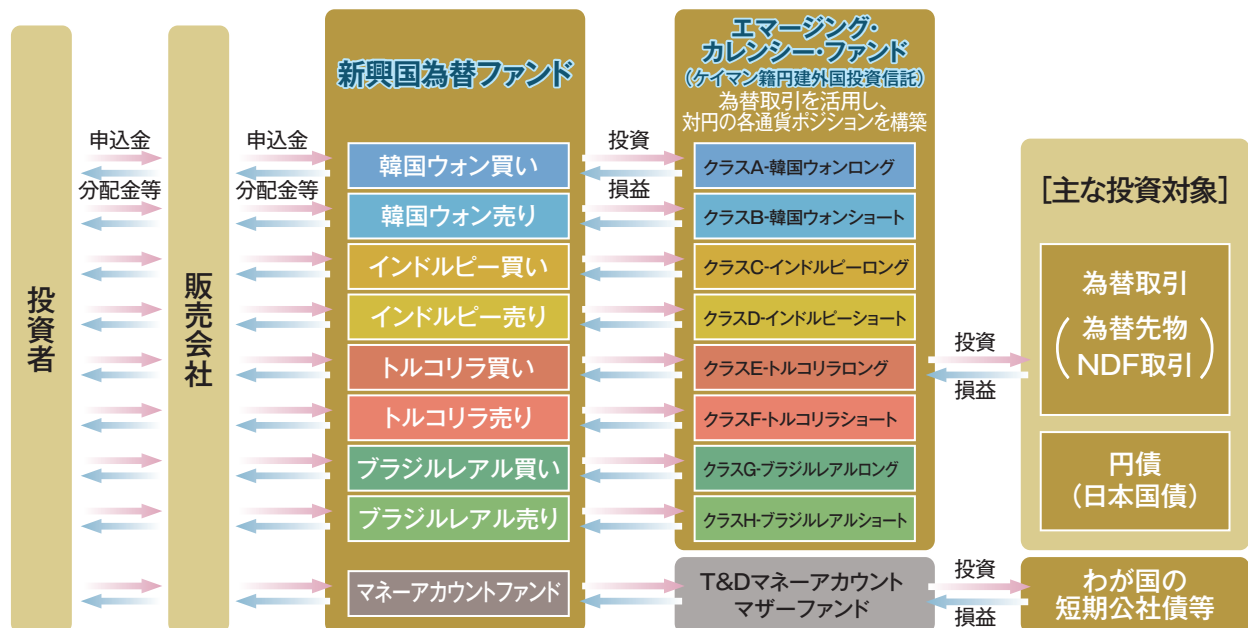 投資者
申込金
分配金等
販売会社
申込金
分配金等
新興国為替ファンド
韓国ウォン買い
韓国ウォン売り
インドルピー買い
インドルピー売り
トルコリラ買い
トルコリラ売り
ブラジルレアル買い
ブラジルレアル売り
マネーアカウントファンド
投資
損益
エマージング・
カレンシー・ファンド
(ケイマン籍円建外国投資信託)
為替取引を活用し、
対円の各通貨ポジションを構築
クラスA-韓国ウォンロング
クラスB-韓国ウォンショート
クラスC-インドルピーロング
クラスD-インドルピーショート
クラスE-トルコリラロング
クラスF-トルコリラショート
クラスG-ブラジルレアルロング
クラスH-ブラジルレアルショート
T&Dマネーアカウント
マザーファンド
投資
損益
投資
損益
[主な投資対象]
為替取引
(為替先物
NDF取引)
円債
(日本国債)
わが国の
短期公社債等